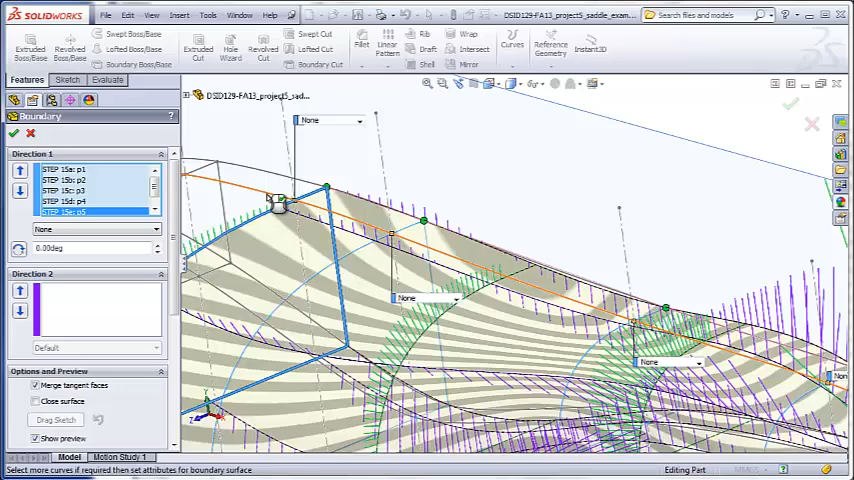 SOLIDWORKS File Edit View Insert Tools Window Help DSID129-FA13_project5_saddle_exam... Search files and models
Extruded Boss/Base
Revolved Boss/Base
Swept Boss/Base
Lofted Boss/Base
Boundary Boss/Base
Extruded Cut
Hole Wizard
Revolved Cut
Swept Cut
Lofted Cut
Boundary Cut
Fillet
Linear Pattern
Rib
Draft
Shell
Wrap
Intersect
Mirror
Curves
Reference Geometry
Instant3D
Features Sketch Evaluate
DSID129-FA13_project5_sad...
Boundary ?
Direction 1
STEP 15a: p1
STEP 15b: p2
STEP 15c: p3
STEP 15d: p4
STEP 15e: p5
None
0.00deg
Direction 2
Default
Options and Preview
Merge tangent faces
Close surface
Drag Sketch
Show preview
None
None
None
Non
Y
Z
X
Model Motion Study 1
Select more curves if required then set attributes for boundary surface Editing Part MMGS ?